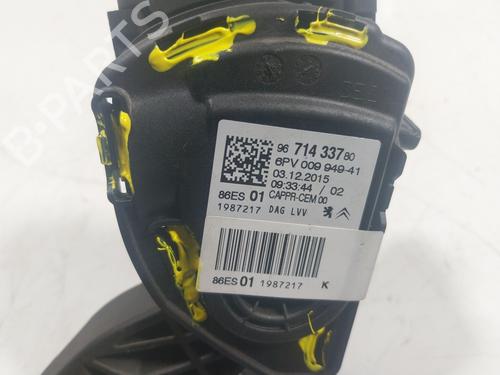 B-PARTS
96 714 337 80
6PV 009 949-41
03.12.2015
09:33:44 / 02
86ES 01 CAPPR-CEM 00
1987217 DAG LVV
86ES 01 1987217 K